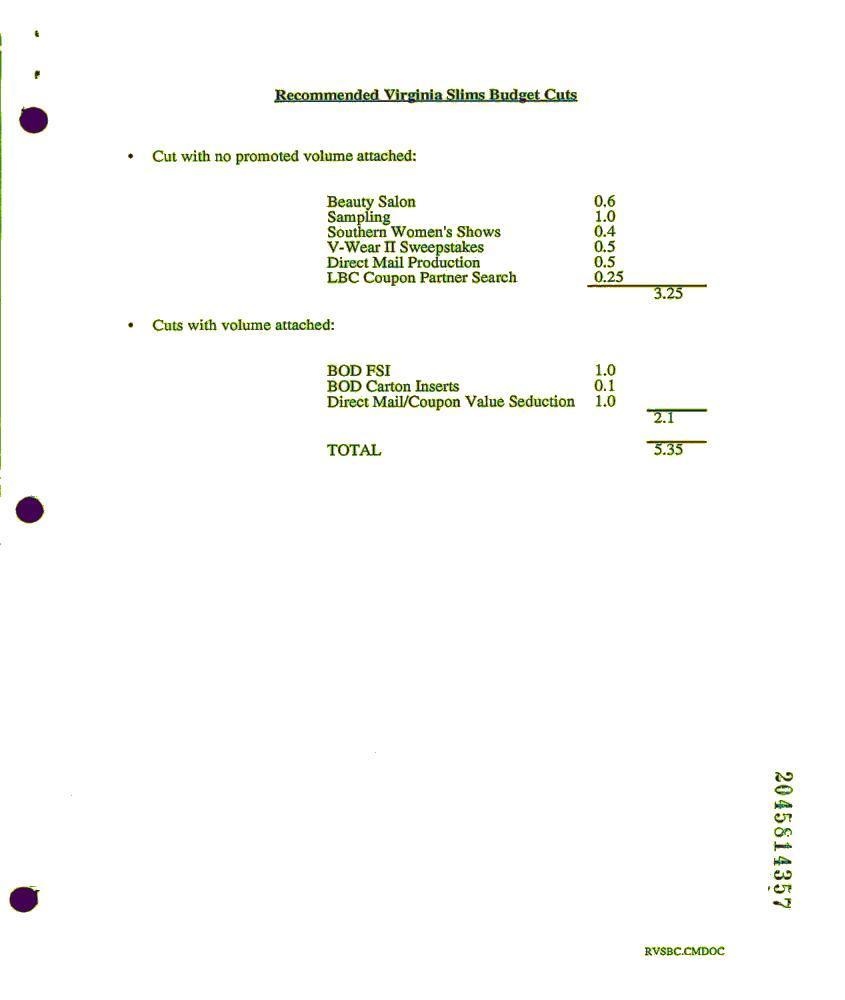 Recommended Virginia Slims Budget Cuts
• Cut with no promoted volume attached:
Beauty Salon 0.6
Sampling 1.0
Southern Women's Shows 0.4
V-Wear II Sweepstakes 0.5
Direct Mail Production 0.5
LBC Coupon Partner Search 0.25
3.25
• Cuts with volume attached:
BOD FSI 1.0
BOD Carton Inserts 0.1
Direct Mail/Coupon Value Seduction 1.0
2.1
TOTAL 5.35
2045814357
RVSBC.CMDOC